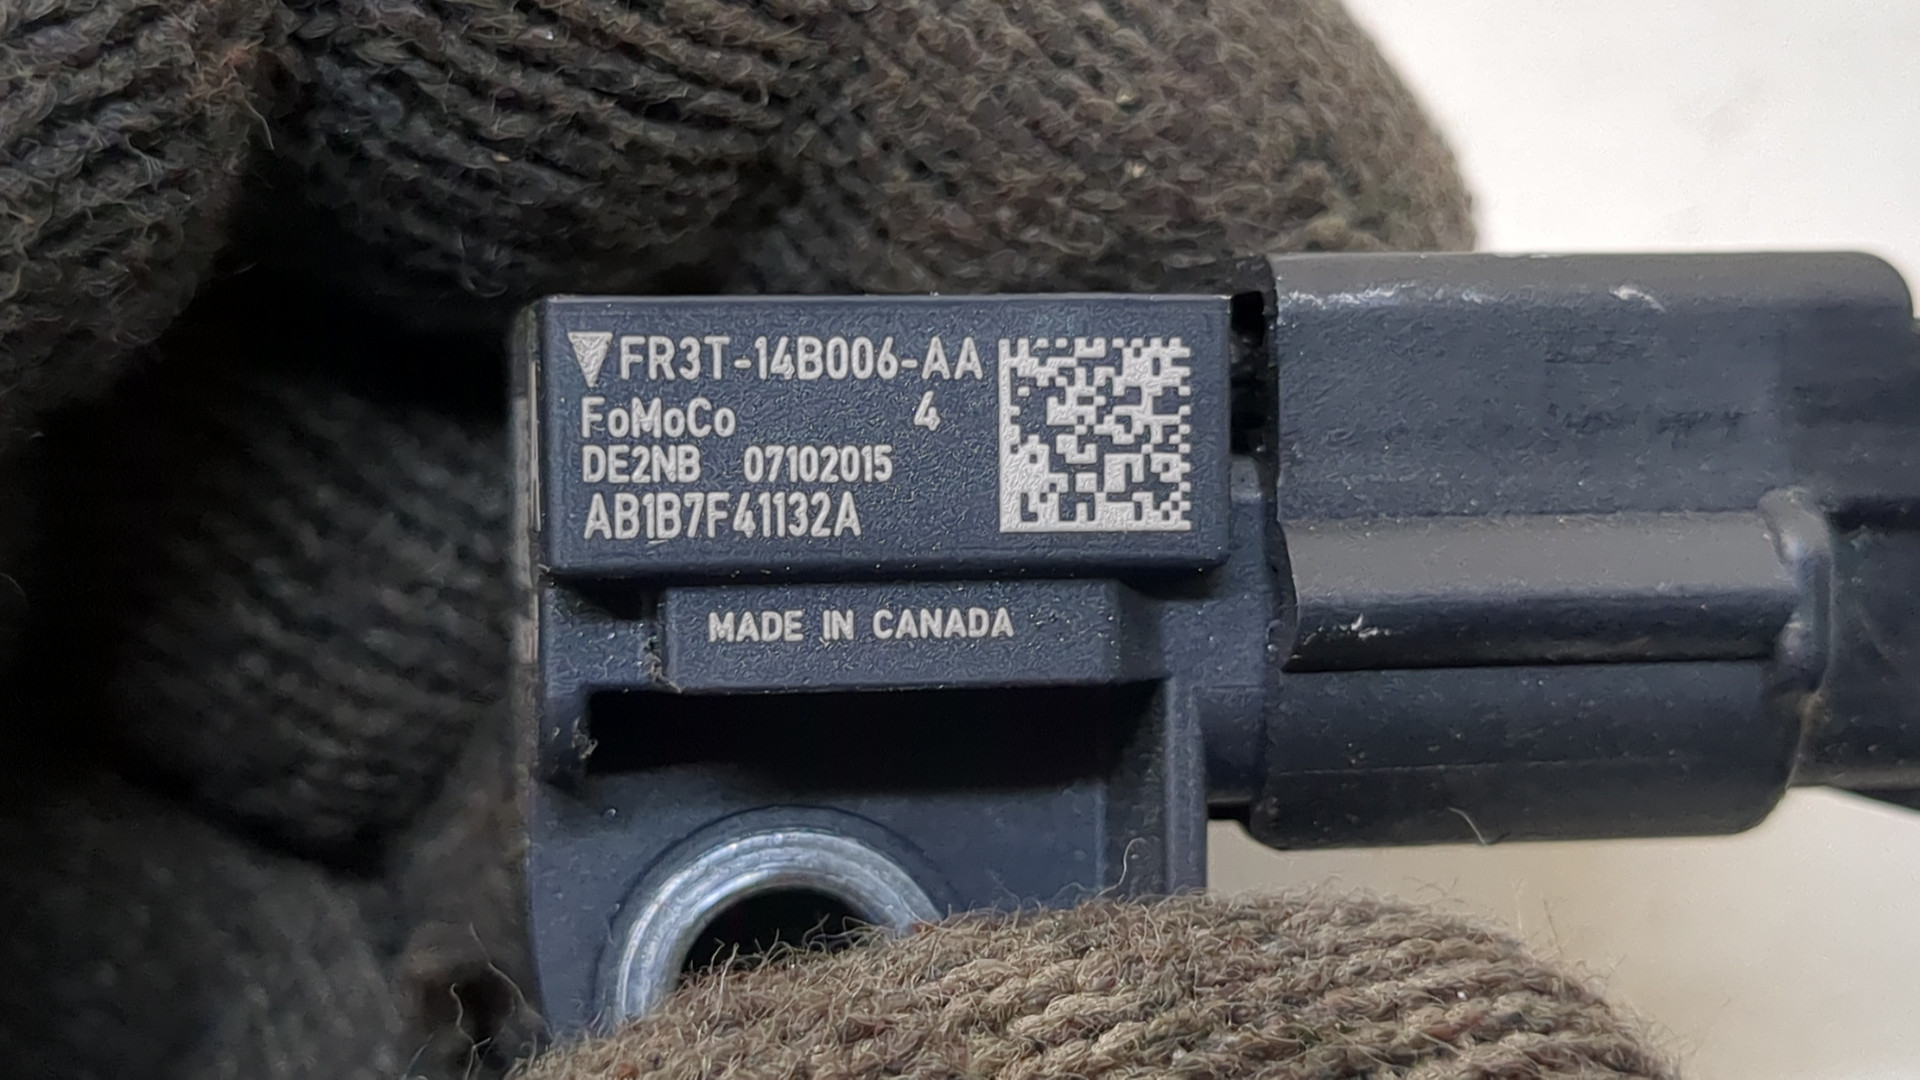 FR3T-14B006-AA
FoMoCo 4
DE2NB 07102015
AB1B7F41132A
MADE IN CANADA